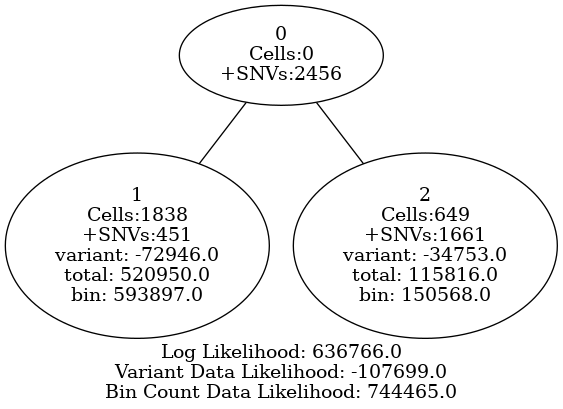 0
Cells:0
+SNVs:2456
1
Cells:1838
+SNVs:451
variant: -72946.0
total: 520950.0
bin: 593897.0
2
Cells:649
+SNVs:1661
variant: -34753.0
total: 115816.0
bin: 150568.0
Log Likelihood: 636766.0
Variant Data Likelihood: -107699.0
Bin Count Data Likelihood: 744465.0